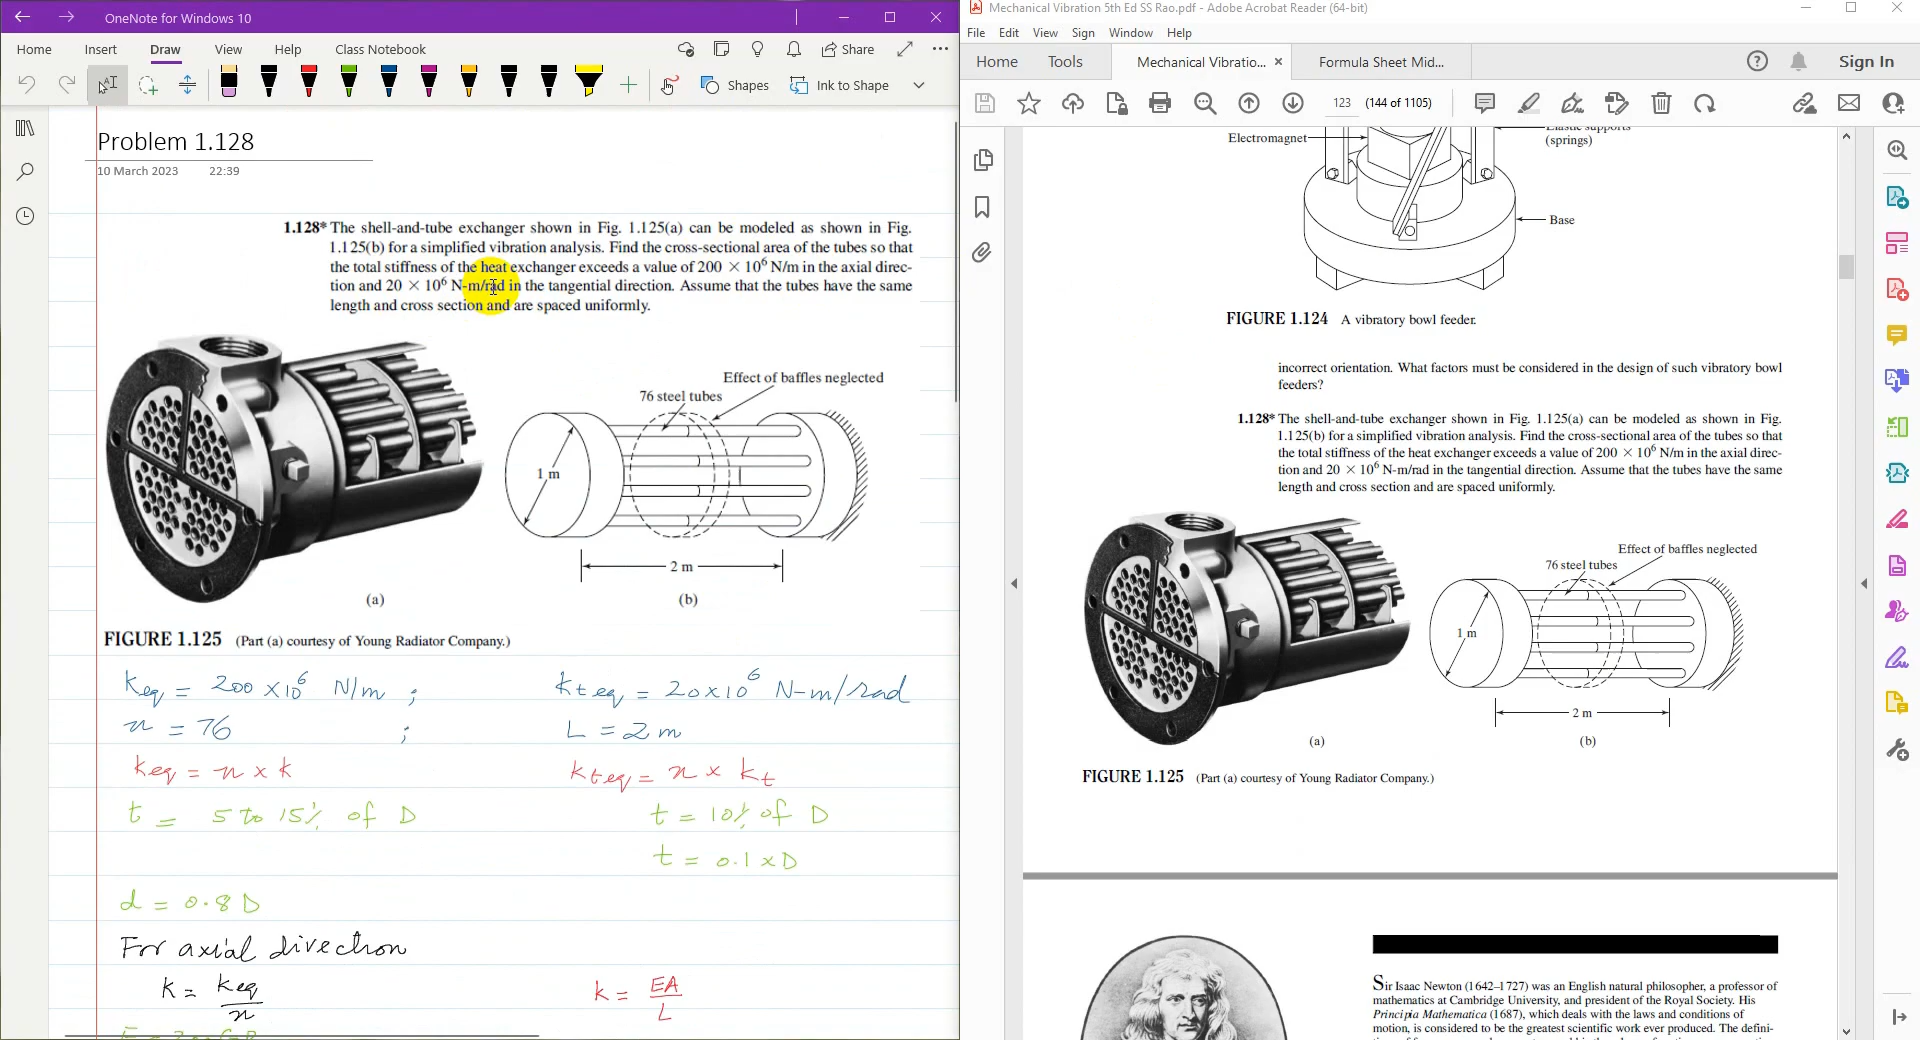 OneNote for Windows 10
Home Insert Draw View Help Class Notebook Share
Shapes Ink to Shape
Problem 1.128
10 March 2023 22:39
1.128* The shell-and-tube exchanger shown in Fig. 1.125(a) can be modeled as shown in Fig.
1.125(b) for a simplified vibration analysis. Find the cross-sectional area of the tubes so that
the total stiffness of the heat exchanger exceeds a value of 200 × 10⁶ N/m in the axial direc-
tion and 20 × 10⁶ N-m/rad in the tangential direction. Assume that the tubes have the same
length and cross section and are spaced uniformly.
Effect of baffles neglected
76 steel tubes
1 m
2 m
(a) (b)
FIGURE 1.125 (Part (a) courtesy of Young Radiator Company.)
keq = 200 ×10⁶ N/m ; kteq = 20×10⁶ N-m/rad
n = 76 ; L = 2 m
keq = n × k kteq = n × kt
t = 5 to 15% of D t = 10% of D
t = 0.1 × D
d = 0.8 D
For axial direction
k = keq/n k = EA/L
Mechanical Vibration 5th Ed SS Rao.pdf - Adobe Acrobat Reader (64-bit)
File Edit View Sign Window Help
Home Tools Mechanical Vibratio... × Formula Sheet Mid... Sign In
123 (144 of 1105)
Electromagnet
Elastic supports
(springs)
Base
FIGURE 1.124 A vibratory bowl feeder.
incorrect orientation. What factors must be considered in the design of such vibratory bowl
feeders?
1.128* The shell-and-tube exchanger shown in Fig. 1.125(a) can be modeled as shown in Fig.
1.125(b) for a simplified vibration analysis. Find the cross-sectional area of the tubes so that
the total stiffness of the heat exchanger exceeds a value of 200 × 10⁶ N/m in the axial direc-
tion and 20 × 10⁶ N-m/rad in the tangential direction. Assume that the tubes have the same
length and cross section and are spaced uniformly.
Effect of baffles neglected
76 steel tubes
1 m
2 m
(a) (b)
FIGURE 1.125 (Part (a) courtesy of Young Radiator Company.)
Sir Isaac Newton (1642–1727) was an English natural philosopher, a professor of
mathematics at Cambridge University, and president of the Royal Society. His
Principia Mathematica (1687), which deals with the laws and conditions of
motion, is considered to be the greatest scientific work ever produced. The defini-